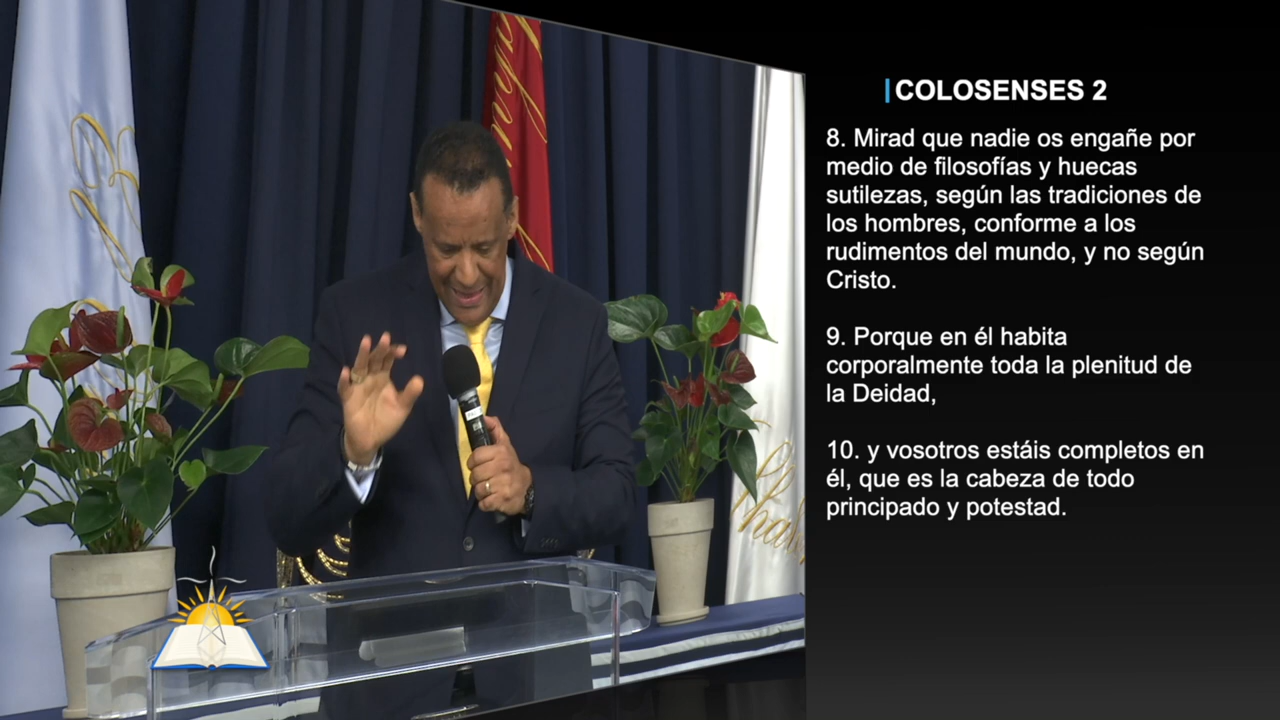 COLOSENSES 2
8. Mirad que nadie os engañe por
medio de filosofías y huecas
sutilezas, según las tradiciones de
los hombres, conforme a los
rudimentos del mundo, y no según
Cristo.
9. Porque en él habita
corporalmente toda la plenitud de
la Deidad,
10. y vosotros estáis completos en
él, que es la cabeza de todo
principado y potestad.